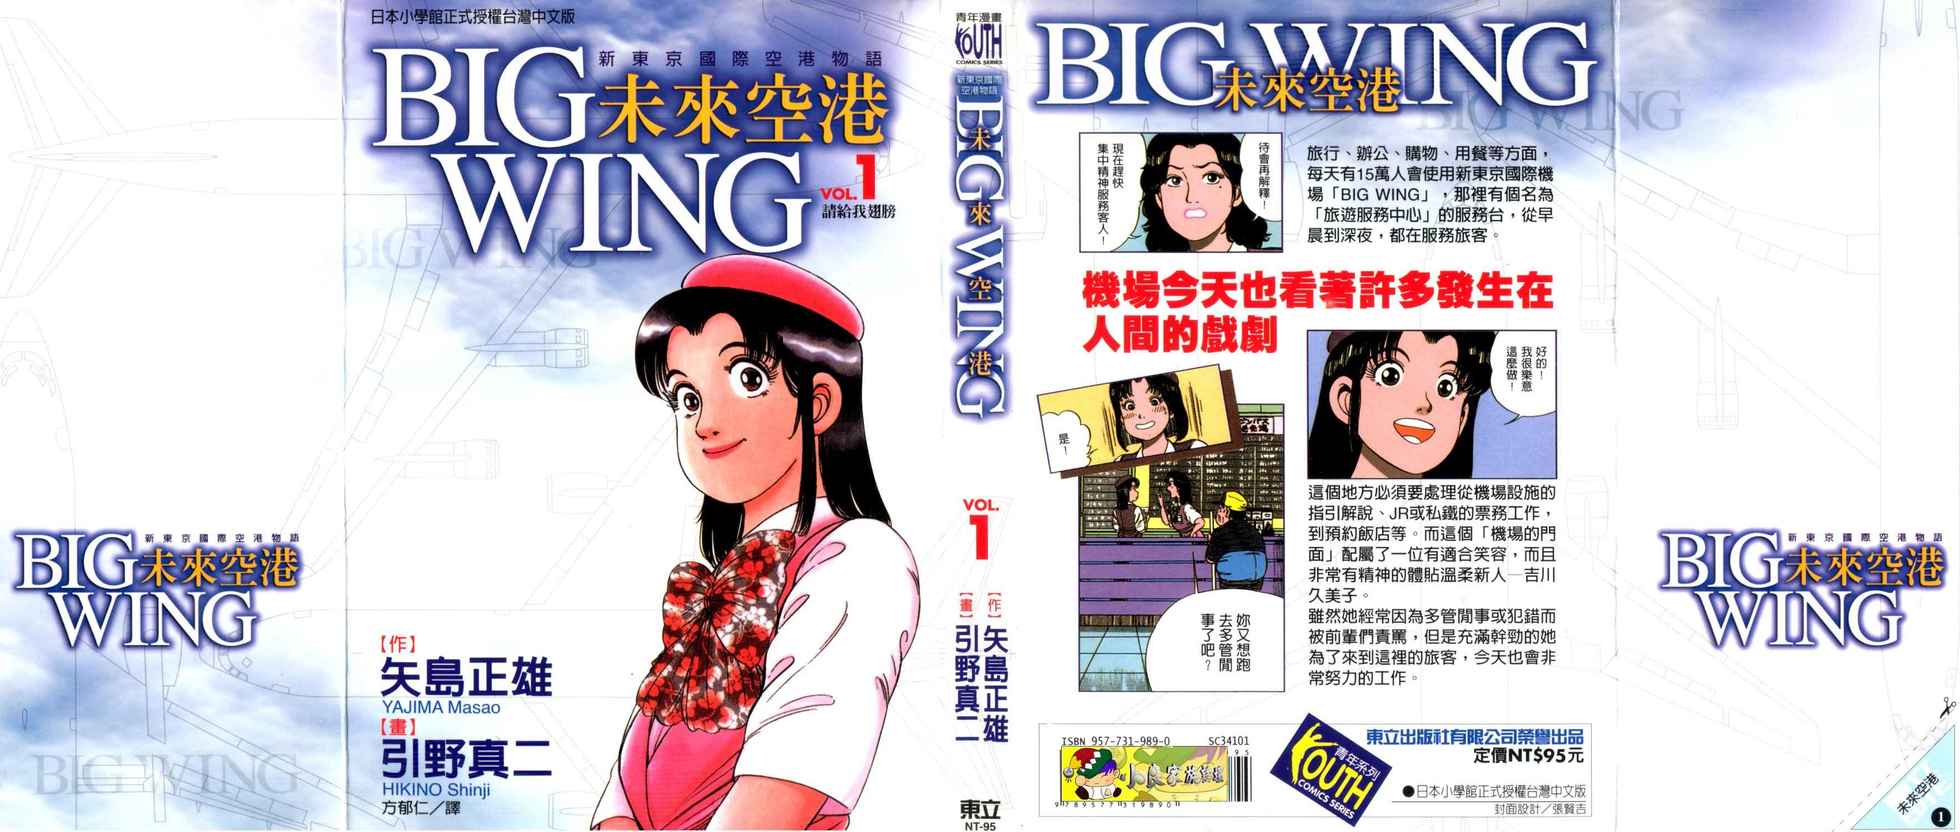 BIG
新東京國際空港物語
未來空港
WING
BIG WING
日本小學館正式授權台灣中文版
BIG
新東京國際空港物語
未來空港
WING
VOL.1
請給我翅膀
BIG WING
【作】
矢島正雄
YAJIMA Masao
【畫】
引野真二
HIKINO Shinji
方郁仁／譯
青年漫畫
YOUTH
COMICS SERIES
新東京國際
空港物語
BIG WING
未來空港
VOL.
1
【作】矢島正雄
【畫】引野真二
東立
NT-95
BIG WING
未來空港
BIG WING
待會再解釋！
現在趕快
集中精神服務客人！
旅行、辦公、購物、用餐等方面，
每天有15萬人會使用新東京國際機
場「BIG WING」，那裡有個名為
「旅遊服務中心」的服務台，從早
晨到深夜，都在服務旅客。
機場今天也看著許多發生在
人間的戲劇
好的！
我很樂意
這麼做！
是！
妳又想跑
去多管閒
事了吧？
這個地方必須要處理從機場設施的
指引解說、JR或私鐵的票務工作，
到預約飯店等。而這個「機場的門
面」配屬了一位有適合笑容，而且
非常有精神的體貼溫柔新人─吉川
久美子。
雖然她經常因為多管閒事或犯錯而
被前輩們責罵，但是充滿幹勁的她
為了來到這裡的旅客，今天也會非
常努力的工作。
ISBN 957-731-989-0
SC34101
95
9789577319890
青年系列
YOUTH
COMICS SERIES
東立出版社有限公司榮譽出品
定價NT$95元
●日本小學館正式授權台灣中文版
封面設計／張賢吉
BIG
新東京國際空港物語
未來空港
WING
未來空港
1